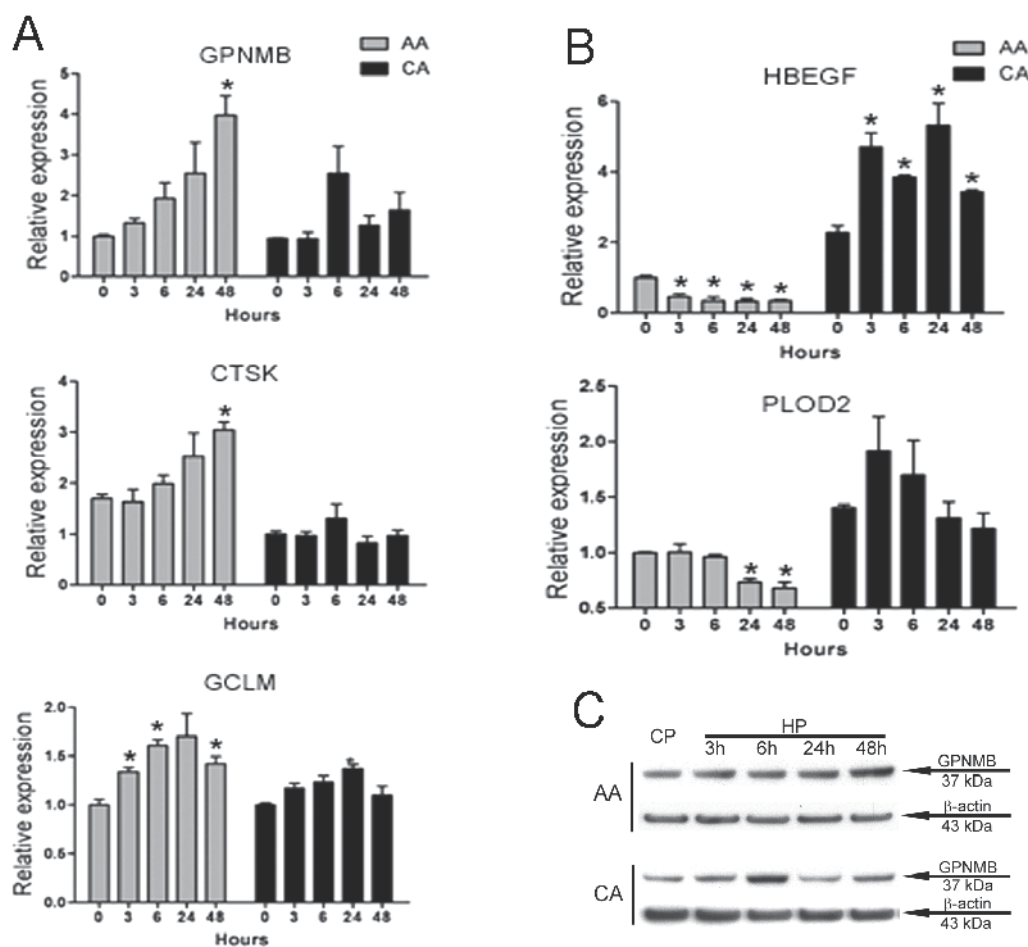 A
GPNMB
AA
CA
Relative expression
5
4
3
2
1
0
*
0 3 6 24 48 0 3 6 24 48
Hours
CTSK
Relative expression
4
3
2
1
0
*
0 3 6 24 48 0 3 6 24 48
Hours
GCLM
Relative expression
2.0
1.5
1.0
0.5
0.0
* * * *
0 3 6 24 48 0 3 6 24 48
Hours
B
HBEGF
AA
CA
Relative expression
6
4
2
0
* * * * * * * *
0 3 6 24 48 0 3 6 24 48
Hours
PLOD2
Relative expression
2.5
2.0
1.5
1.0
0.5
* *
0 3 6 24 48 0 3 6 24 48
Hours
C
HP
CP 3h 6h 24h 48h
AA
GPNMB
37 kDa
β-actin
43 kDa
CA
GPNMB
37 kDa
β-actin
43 kDa